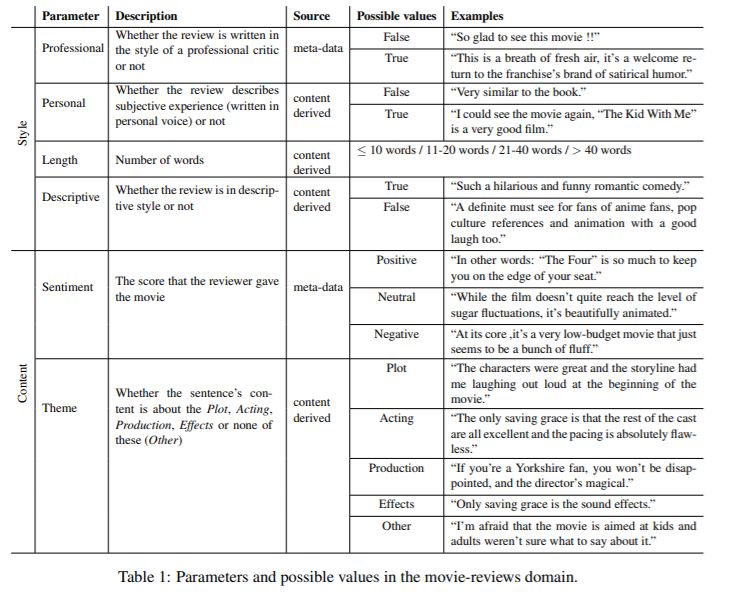 Parameter Description Source Possible values Examples
Style
Professional
Whether the review is written in
the style of a professional critic
or not
meta-data
False
“So glad to see this movie !!”
True
“This is a breath of fresh air, it’s a welcome re-
turn to the franchise’s brand of satirical humor.”
Personal
Whether the review describes
subjective experience (written in
personal voice) or not
content
derived
False
“Very similar to the book.”
True
“I could see the movie again, “The Kid With Me”
is a very good film.”
Length
Number of words
content
derived
≤ 10 words / 11-20 words / 21-40 words / > 40 words
Descriptive
Whether the review is in descrip-
tive style or not
content
derived
True
“Such a hilarious and funny romantic comedy.”
False
“A definite must see for fans of anime fans, pop
culture references and animation with a good
laugh too.”
Content
Sentiment
The score that the reviewer gave
the movie
meta-data
Positive
“In other words: “The Four” is so much to keep
you on the edge of your seat.”
Neutral
“While the film doesn’t quite reach the level of
sugar fluctuations, it’s beautifully animated.”
Negative
“At its core ,it’s a very low-budget movie that just
seems to be a bunch of fluff.”
Theme
Whether the sentence’s con-
tent is about the Plot, Acting,
Production, Effects or none of
these (Other)
content
derived
Plot
“The characters were great and the storyline had
me laughing out loud at the beginning of the
movie.”
Acting
“The only saving grace is that the rest of the cast
are all excellent and the pacing is absolutely flaw-
less.”
Production
“If you’re a Yorkshire fan, you won’t be disap-
pointed, and the director’s magical.”
Effects
“Only saving grace is the sound effects.”
Other
“I’m afraid that the movie is aimed at kids and
adults weren’t sure what to say about it.”
Table 1: Parameters and possible values in the movie-reviews domain.